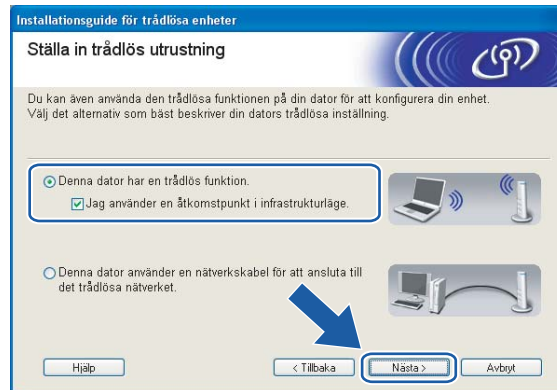 Installationsguide för trådlösa enheter
Ställa in trådlös utrustning
Du kan även använda den trådlösa funktionen på din dator för att konfigurera din enhet.
Välj det alternativ som bäst beskriver din dators trådlösa inställning.
Denna dator har en trådlös funktion.
Jag använder en åtkomstpunkt i infrastrukturläge.
Denna dator använder en nätverkskabel för att ansluta till
det trådlösa nätverket.
Hjälp
< Tillbaka
Nästa >
Avbryt